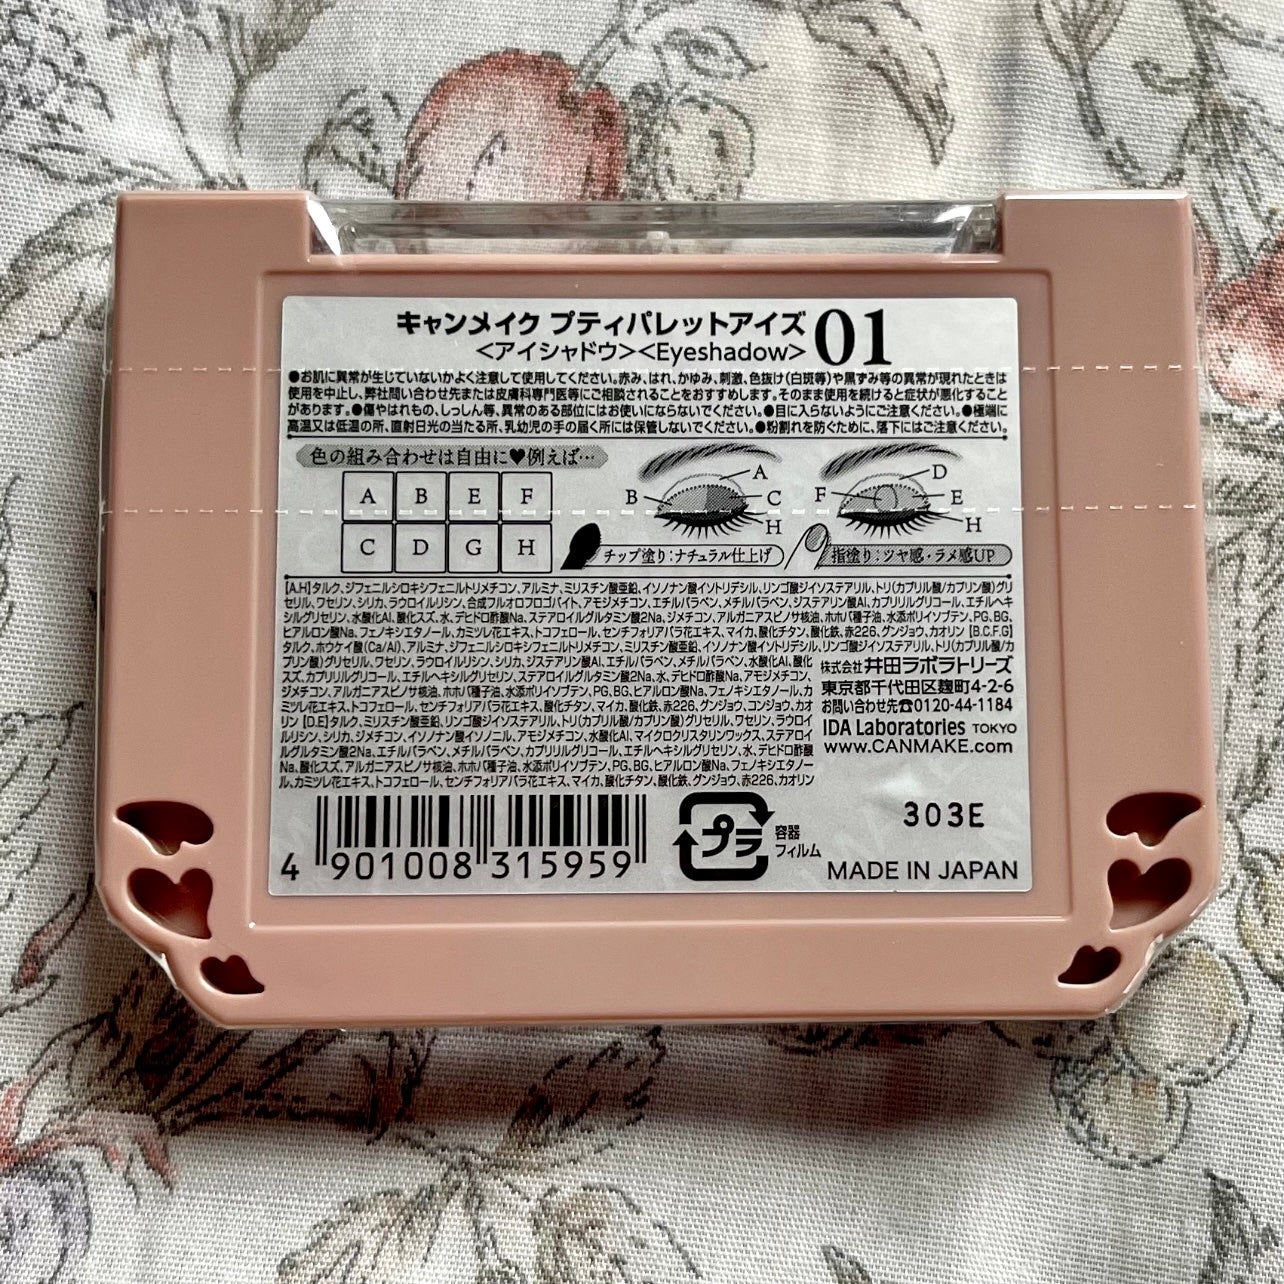 キャンメイク プティパレットアイズ 01
<アイシャドウ><Eyeshadow>
●お肌に異常が生じていないかよく注意して使用してください。赤み、はれ、かゆみ、刺激、色抜け(白斑等)や黒ずみ等の異常が現れたときは
使用を中止し、弊社問い合わせ先または皮膚科専門医等にご相談されることをおすすめします。そのまま使用を続けると症状が悪化すること
があります。●傷やはれもの、しっしん等、異常のある部位にはお使いにならないでください。●目に入らないようにご注意ください。●極端に
高温又は低温の所、直射日光の当たる所、乳幼児の手の届く所には保管しないでください。●粉割れを防ぐために、落下にはご注意ください。
色の組み合わせは自由に♥例えば…
A B E F
C D G H
A
B C
H
チップ塗り:ナチュラル仕上げ
D
F E
H
指塗り:ツヤ感・ラメ感UP
[A.H]タルク、ジフェニルシロキシフェニルトリメチコン、アルミナ、ミリスチン酸亜鉛、イソノナン酸イソトリデシル、リンゴ酸ジイソステアリル、トリ(カプリル酸/カプリン酸)グリ
セリル、ワセリン、シリカ、ラウロイルリシン、合成フルオロフロゴパイト、アモジメチコン、エチルパラベン、メチルパラベン、ジステアリン酸Al、カプリリルグリコール、エチルヘキ
シルグリセリン、水酸化Al、酸化スズ、水、デヒドロ酢酸Na、ステアロイルグルタミン酸2Na、ジメチコン、アルガニアスピノサ核油、ホホバ種子油、水添ポリイソブテン、PG、BG、
ヒアルロン酸Na、フェノキシエタノール、カミツレ花エキス、トコフェロール、センチフォリアバラ花エキス、マイカ、酸化チタン、酸化鉄、赤226、グンジョウ、カオリン [B.C.F.G]
タルク、ホウケイ酸(Ca/Al)、アルミナ、ジフェニルシロキシフェニルトリメチコン、ミリスチン酸亜鉛、イソノナン酸イソトリデシル、リンゴ酸ジイソステアリル、トリ(カプリル酸/
カプリン酸)グリセリル、ワセリン、ラウロイルリシン、シリカ、ジステアリン酸Al、エチルパラベン、メチルパラベン、水酸化Al、酸化
スズ、カプリリルグリコール、エチルヘキシルグリセリン、ステアロイルグルタミン酸2Na、水、デヒドロ酢酸Na、アモジメチコン、
ジメチコン、アルガニアスピノサ核油、ホホバ種子油、水添ポリイソブテン、PG、BG、ヒアルロン酸Na、フェノキシエタノール、カ
ミツレ花エキス、トコフェロール、センチフォリアバラ花エキス、酸化チタン、マイカ、酸化鉄、赤226、グンジョウ、コンジョウ、カオ
リン [D.E]タルク、ミリスチン酸亜鉛、リンゴ酸ジイソステアリル、トリ(カプリル酸/カプリン酸)グリセリル、ワセリン、ラウロイ
ルリシン、シリカ、ジメチコン、イソノナン酸イソノニル、アモジメチコン、水酸化Al、マイクロクリスタリンワックス、ステアロイ
ルグルタミン酸2Na、エチルパラベン、メチルパラベン、カプリリルグリコール、エチルヘキシルグリセリン、水、デヒドロ酢酸
Na、酸化スズ、アルガニアスピノサ核油、ホホバ種子油、水添ポリイソブテン、PG、BG、ヒアルロン酸Na、フェノキシエタノー
ル、カミツレ花エキス、トコフェロール、センチフォリアバラ花エキス、マイカ、酸化チタン、酸化鉄、グンジョウ、赤226、カオリン
株式会社 井田ラボラトリーズ
東京都千代田区麹町4-2-6
お問い合わせ先☎0120-44-1184
IDA Laboratories TOKYO
www.CANMAKE.com
4 901008 315959
プラ
容器
フィルム
303E
MADE IN JAPAN